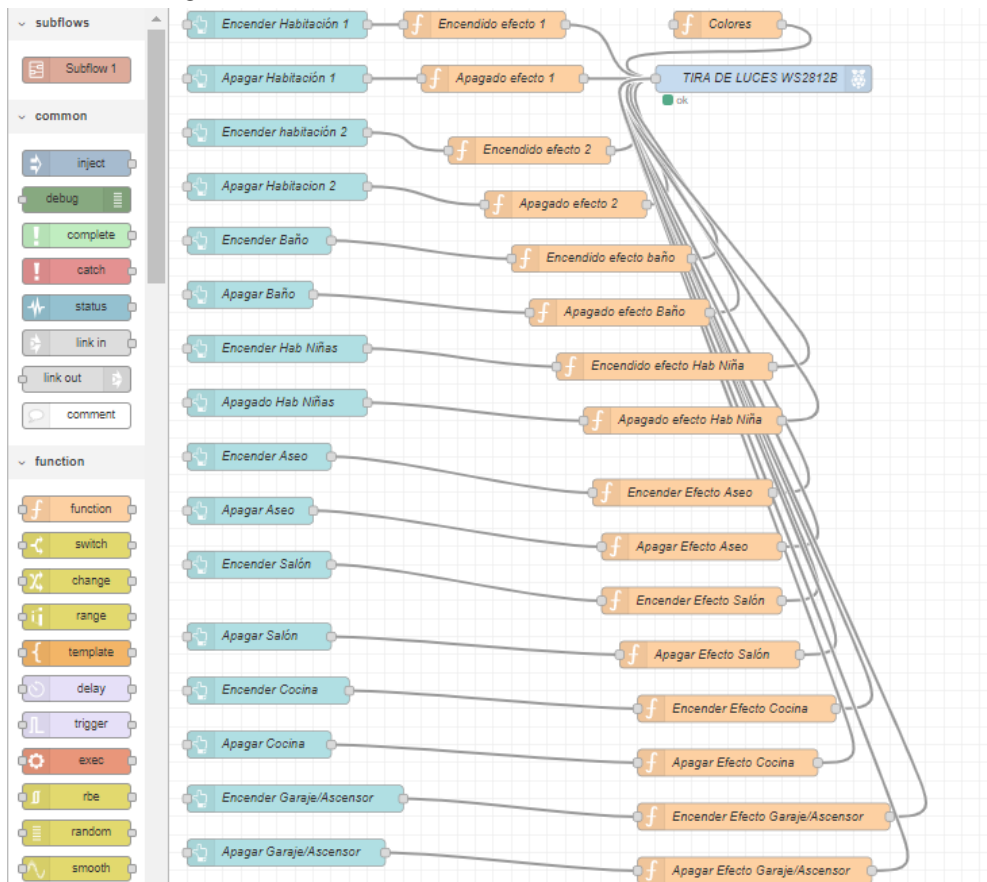 subflows
Subflow 1
common
inject
debug
complete
catch
status
link in
link out
comment
function
function
switch
change
range
template
delay
trigger
exec
rbe
random
smooth
Encender Habitación 1
Encendido efecto 1
Colores
Apagar Habitación 1
Apagado efecto 1
TIRA DE LUCES WS2812B
ok
Encender habitación 2
Encendido efecto 2
Apagar Habitacion 2
Apagado efecto 2
Encender Baño
Encendido efecto baño
Apagar Baño
Apagado efecto Baño
Encender Hab Niñas
Encendido efecto Hab Niña
Apagado Hab Niñas
Apagado efecto Hab Niña
Encender Aseo
Encender Efecto Aseo
Apagar Aseo
Apagar Efecto Aseo
Encender Salón
Encender Efecto Salón
Apagar Salón
Apagar Efecto Salón
Encender Cocina
Encender Efecto Cocina
Apagar Cocina
Apagar Efecto Cocina
Encender Garaje/Ascensor
Encender Efecto Garaje/Ascensor
Apagar Garaje/Ascensor
Apagar Efecto Garaje/Ascensor